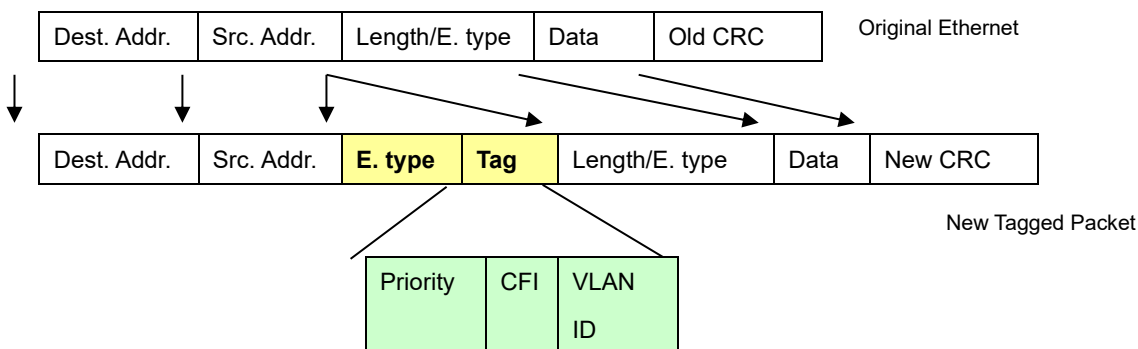 Dest. Addr. Src. Addr. Length/E. type Data Old CRC Original Ethernet
Dest. Addr. Src. Addr. E. type Tag Length/E. type Data New CRC
New Tagged Packet
Priority CFI VLAN
ID